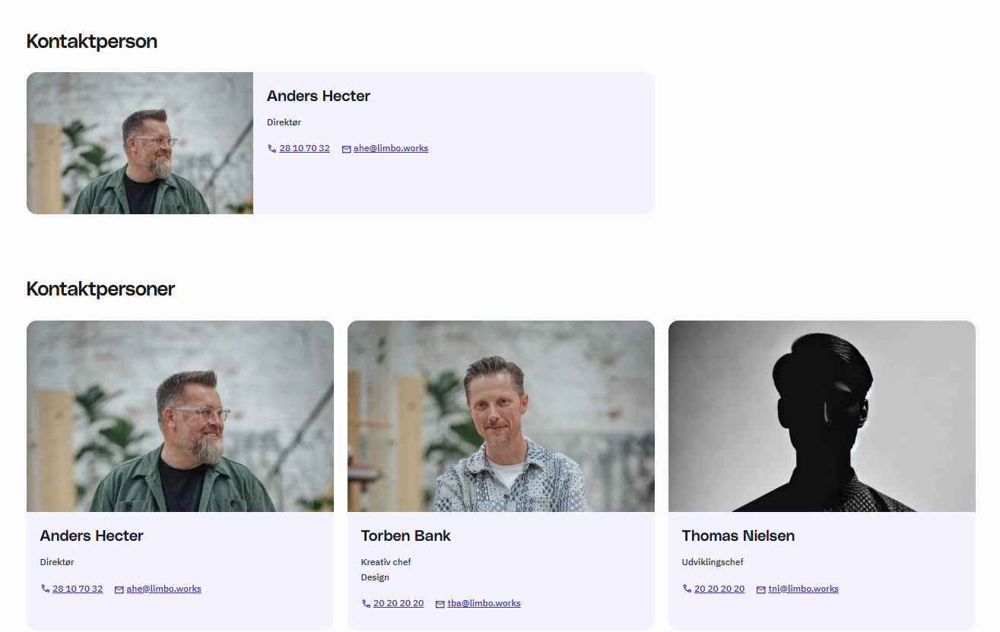 Kontaktperson
Anders Hecter
Direktør
28 10 70 32 ahe@limbo.works
Kontaktpersoner
Anders Hecter
Direktør
28 10 70 32 ahe@limbo.works
Torben Bank
Kreativ chef
Design
20 20 20 20 tba@limbo.works
Thomas Nielsen
Udviklingschef
20 20 20 20 tni@limbo.works